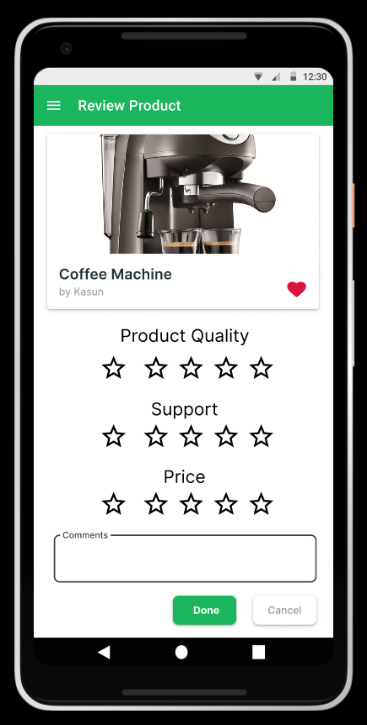 12:30
Review Product
Coffee Machine
by Kasun
Product Quality
Support
Price
Comments
Done
Cancel